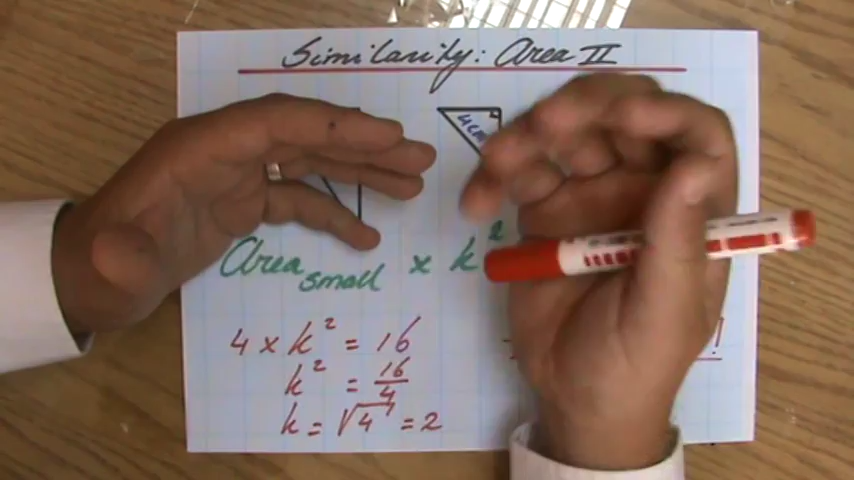 Similarity: Area II
4cm
Area small x k²
4 x k² = 16
k² = 16/4
k = √4 = 2
!